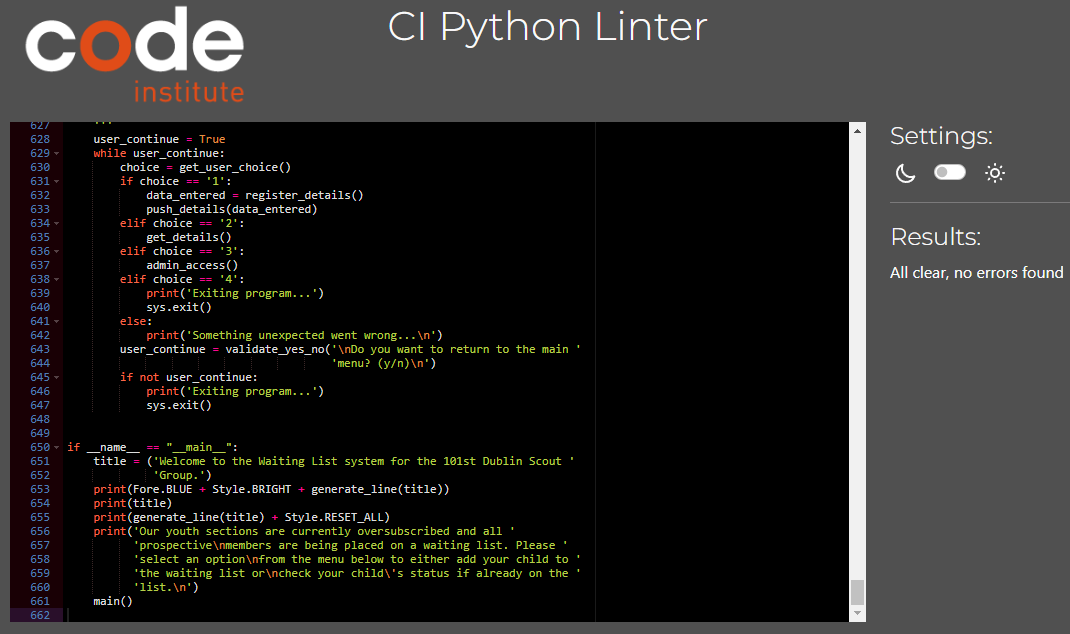 code
institute
CI Python Linter
627 '''
628     user_continue = True
629     while user_continue:
630         choice = get_user_choice()
631         if choice == '1':
632             data_entered = register_details()
633             push_details(data_entered)
634         elif choice == '2':
635             get_details()
636         elif choice == '3':
637             admin_access()
638         elif choice == '4':
639             print('Exiting program...')
640             sys.exit()
641         else:
642             print('Something unexpected went wrong...\n')
643         user_continue = validate_yes_no('\nDo you want to return to the main '
644                                         'menu? (y/n)\n')
645         if not user_continue:
646             print('Exiting program...')
647             sys.exit()
648
649
650 if __name__ == "__main__":
651     title = ('Welcome to the Waiting List system for the 101st Dublin Scout '
652              'Group.')
653     print(Fore.BLUE + Style.BRIGHT + generate_line(title))
654     print(title)
655     print(generate_line(title) + Style.RESET_ALL)
656     print('Our youth sections are currently oversubscribed and all '
657           'prospective\nmembers are being placed on a waiting list. Please '
658           'select an option\nfrom the menu below to either add your child to '
659           'the waiting list or\ncheck your child\'s status if already on the '
660           'list.\n')
661     main()
662
Settings:
Results:
All clear, no errors found